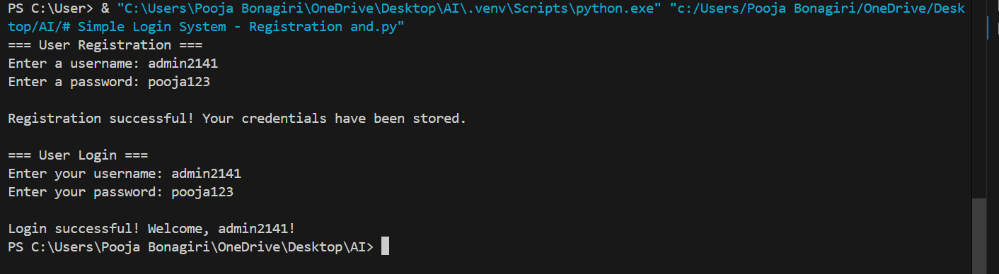 PS C:\User> & "C:\Users\Pooja Bonagiri\OneDrive\Desktop\AI\.venv\Scripts\python.exe" "c:/Users/Pooja Bonagiri/OneDrive/Desk
top/AI/# Simple Login System - Registration and.py"
=== User Registration ===
Enter a username: admin2141
Enter a password: pooja123
Registration successful! Your credentials have been stored.
=== User Login ===
Enter your username: admin2141
Enter your password: pooja123
Login successful! Welcome, admin2141!
PS C:\Users\Pooja Bonagiri\OneDrive\Desktop\AI>